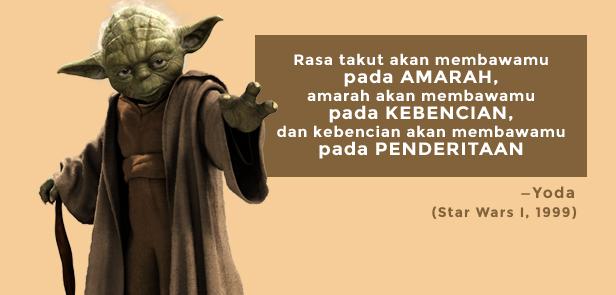 Rasa takut akan membawamu
pada AMARAH,
amarah akan membawamu
pada KEBENCIAN,
dan kebencian akan membawamu
pada PENDERITAAN
—Yoda
(Star Wars I, 1999)